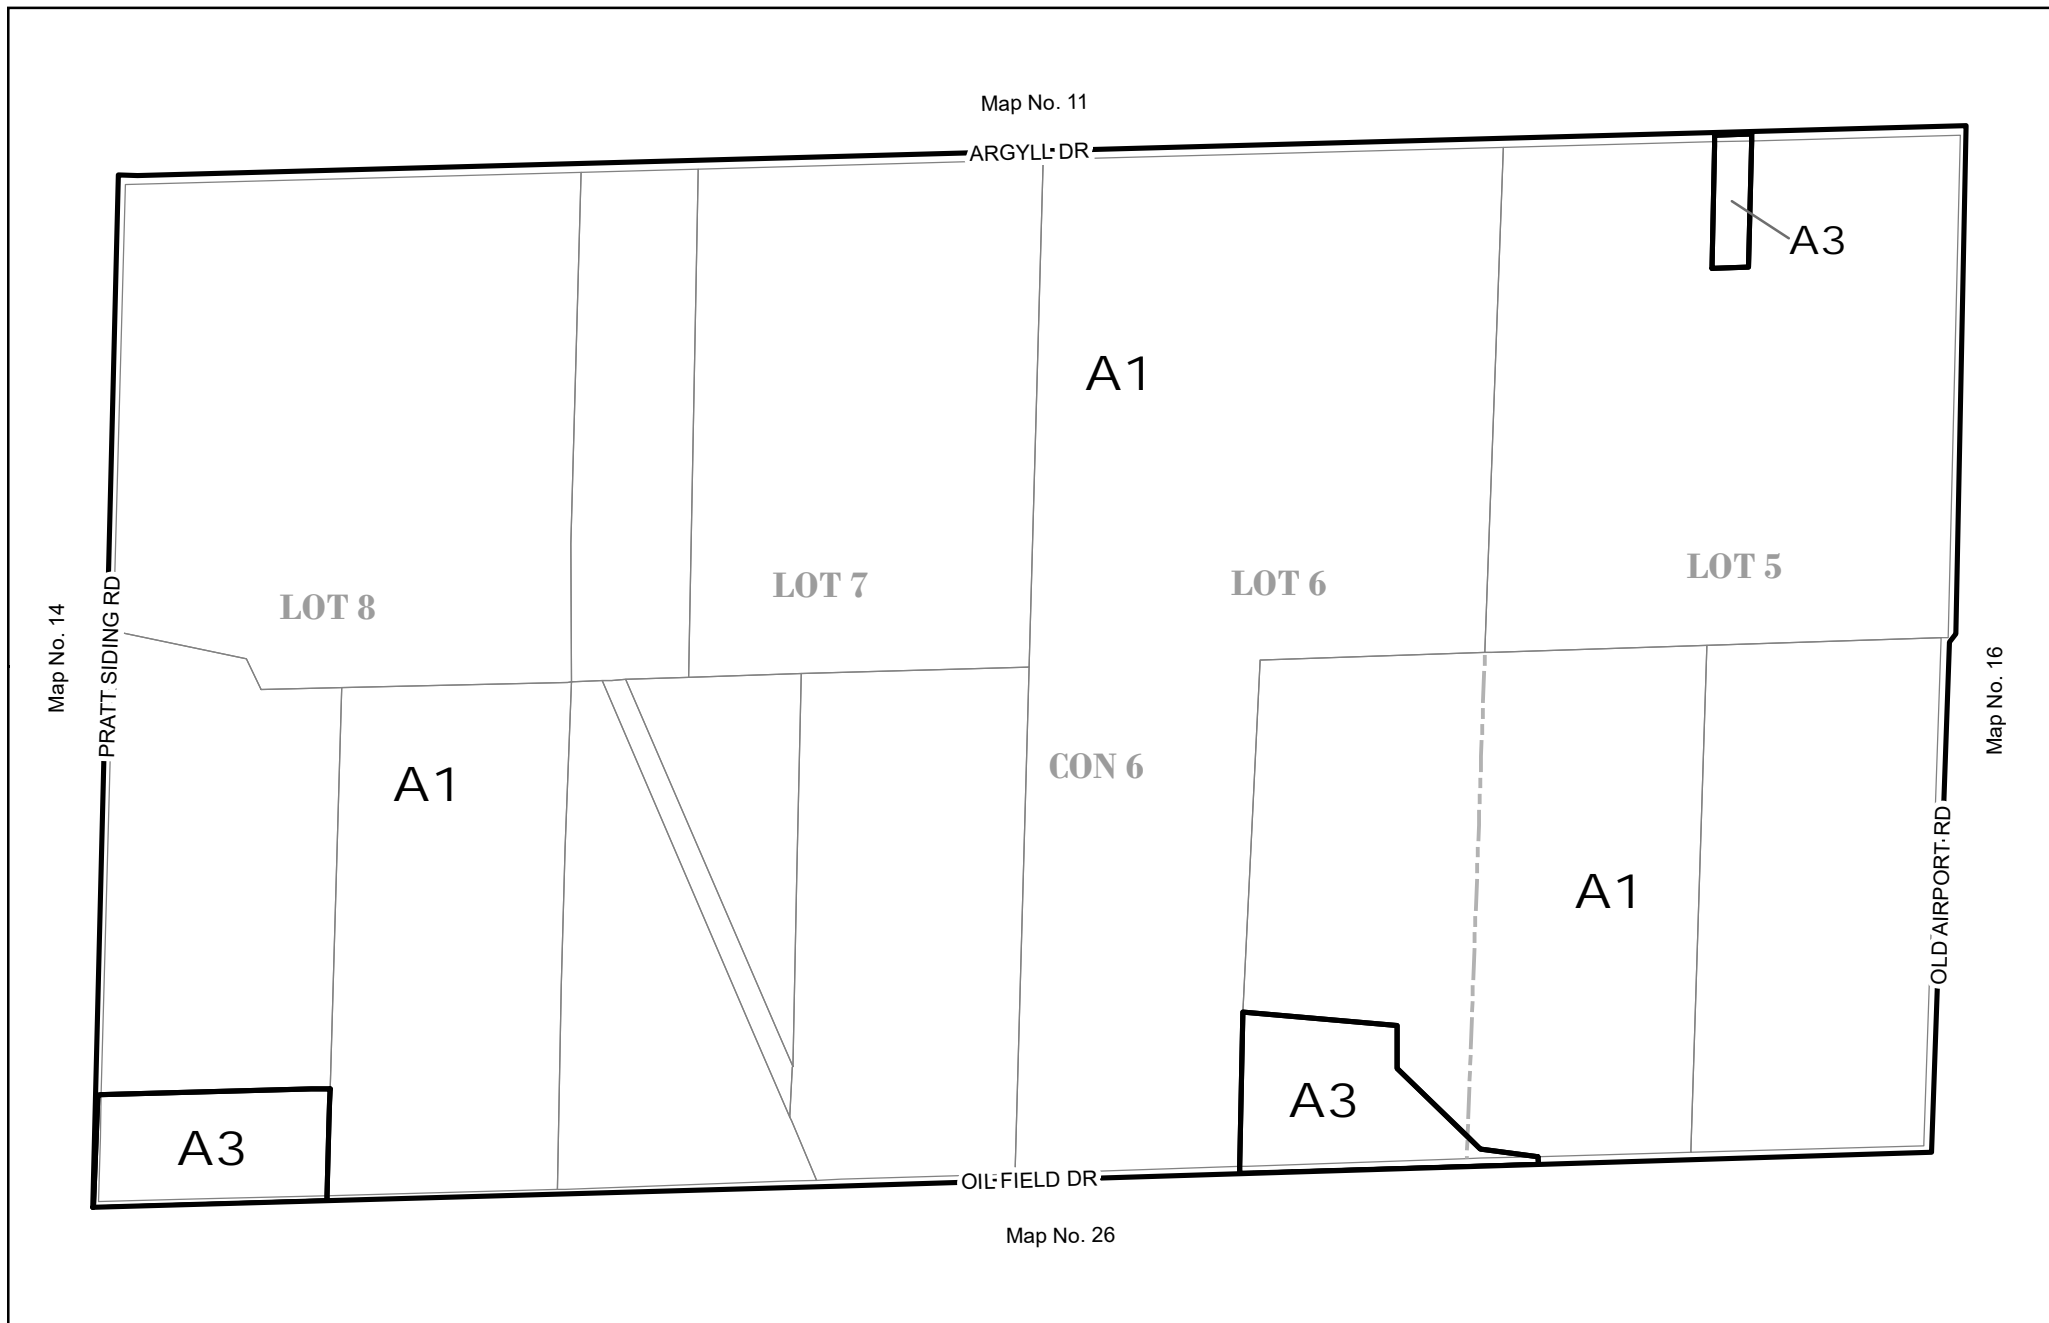 Map No. 11
ARGYLL DR
A3
A1
LOT 8
LOT 7
LOT 6
LOT 5
Map No. 14
PRATT SIDING RD
Map No. 16
CON 6
A1
A1
OLD AIRPORT RD
A3
A3
OIL FIELD DR
Map No. 26